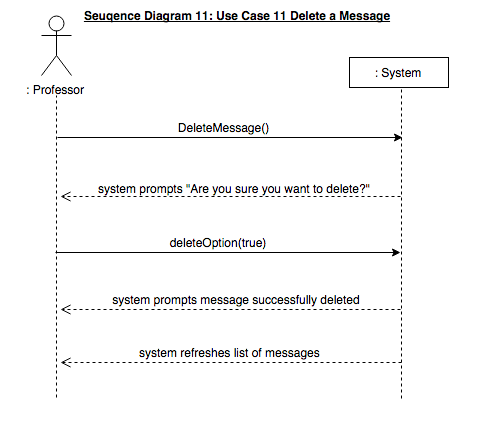 Seuqence Diagram 11: Use Case 11 Delete a Message
: System
: Professor
DeleteMessage()
system prompts "Are you sure you want to delete?"
deleteOption(true)
system prompts message successfully deleted
system refreshes list of messages